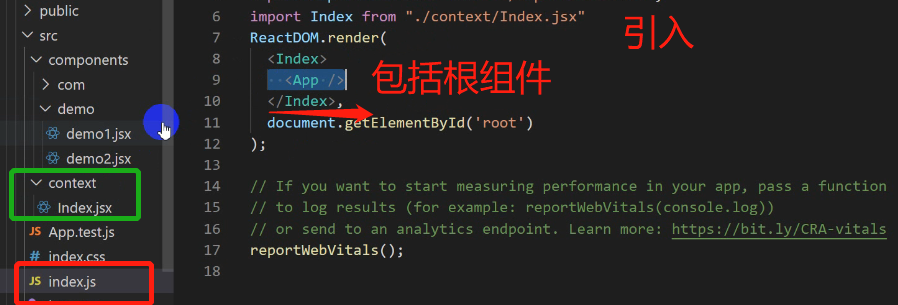 public
src
components
com
demo
demo1.jsx
demo2.jsx
context
Index.jsx
JS App.test.js
# index.css
JS index.js
6 import Index from "./context/Index.jsx"
7 ReactDOM.render(
8 <Index>
9 <App />
10 </Index>,
11 document.getElementById('root')
12 );
13
14 // If you want to start measuring performance in your app, pass a function
15 // to log results (for example: reportWebVitals(console.log))
16 // or send to an analytics endpoint. Learn more: https://bit.ly/CRA-vitals
17 reportWebVitals();
18
引入
包括根组件